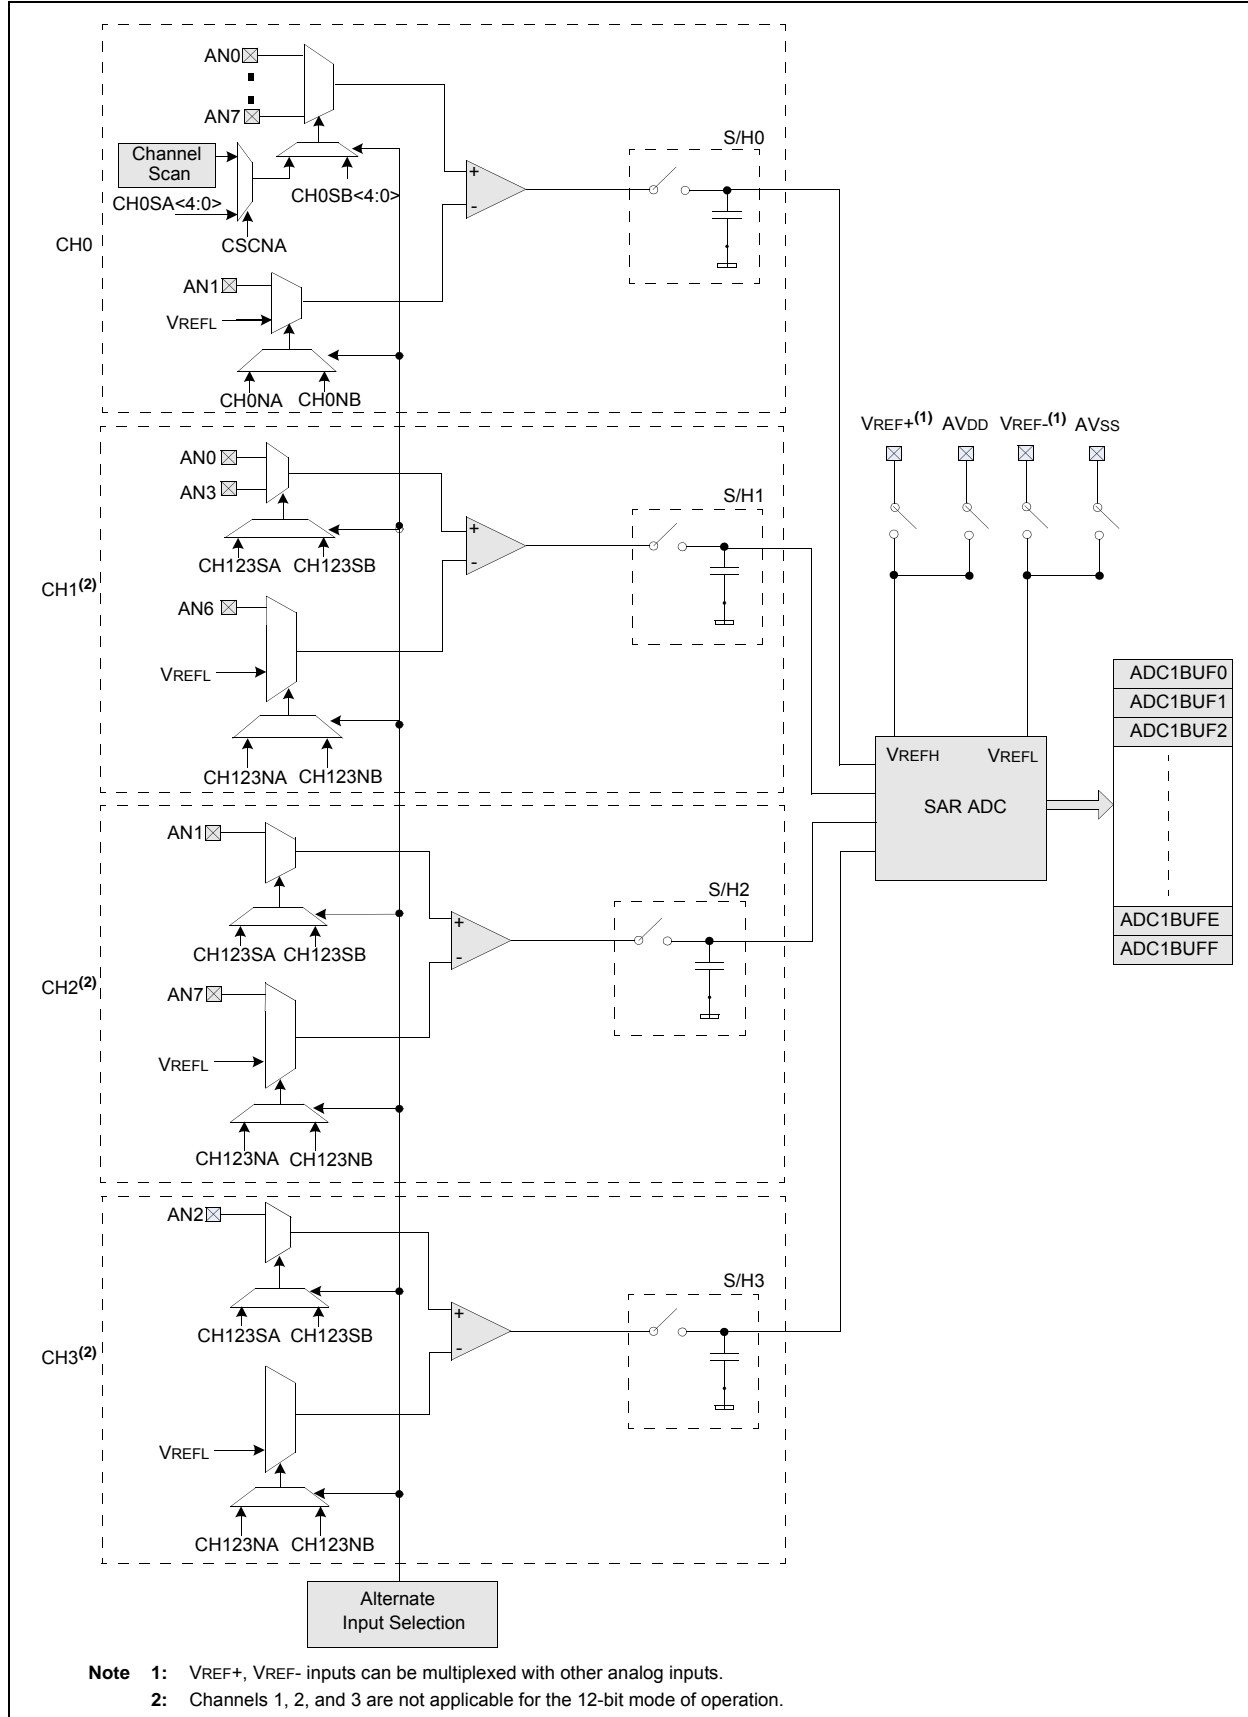 AN0
AN7
Channel
Scan
CH0SA<4:0>
CH0SB<4:0>
CSCNA
S/H0
+
-
CH0
AN1
VREFL
CH0NA CH0NB
AN0
AN3
CH123SA CH123SB
S/H1
+
-
CH1(2)
AN6
VREFL
CH123NA CH123NB
VREF+(1) AVDD VREF-(1) AVSS
VREFH VREFL
SAR ADC
ADC1BUF0
ADC1BUF1
ADC1BUF2
ADC1BUFE
ADC1BUFF
AN1
CH123SA CH123SB
S/H2
+
-
CH2(2)
AN7
VREFL
CH123NA CH123NB
AN2
CH123SA CH123SB
S/H3
+
-
CH3(2)
VREFL
CH123NA CH123NB
Alternate
Input Selection
Note 1: VREF+, VREF- inputs can be multiplexed with other analog inputs.
2: Channels 1, 2, and 3 are not applicable for the 12-bit mode of operation.